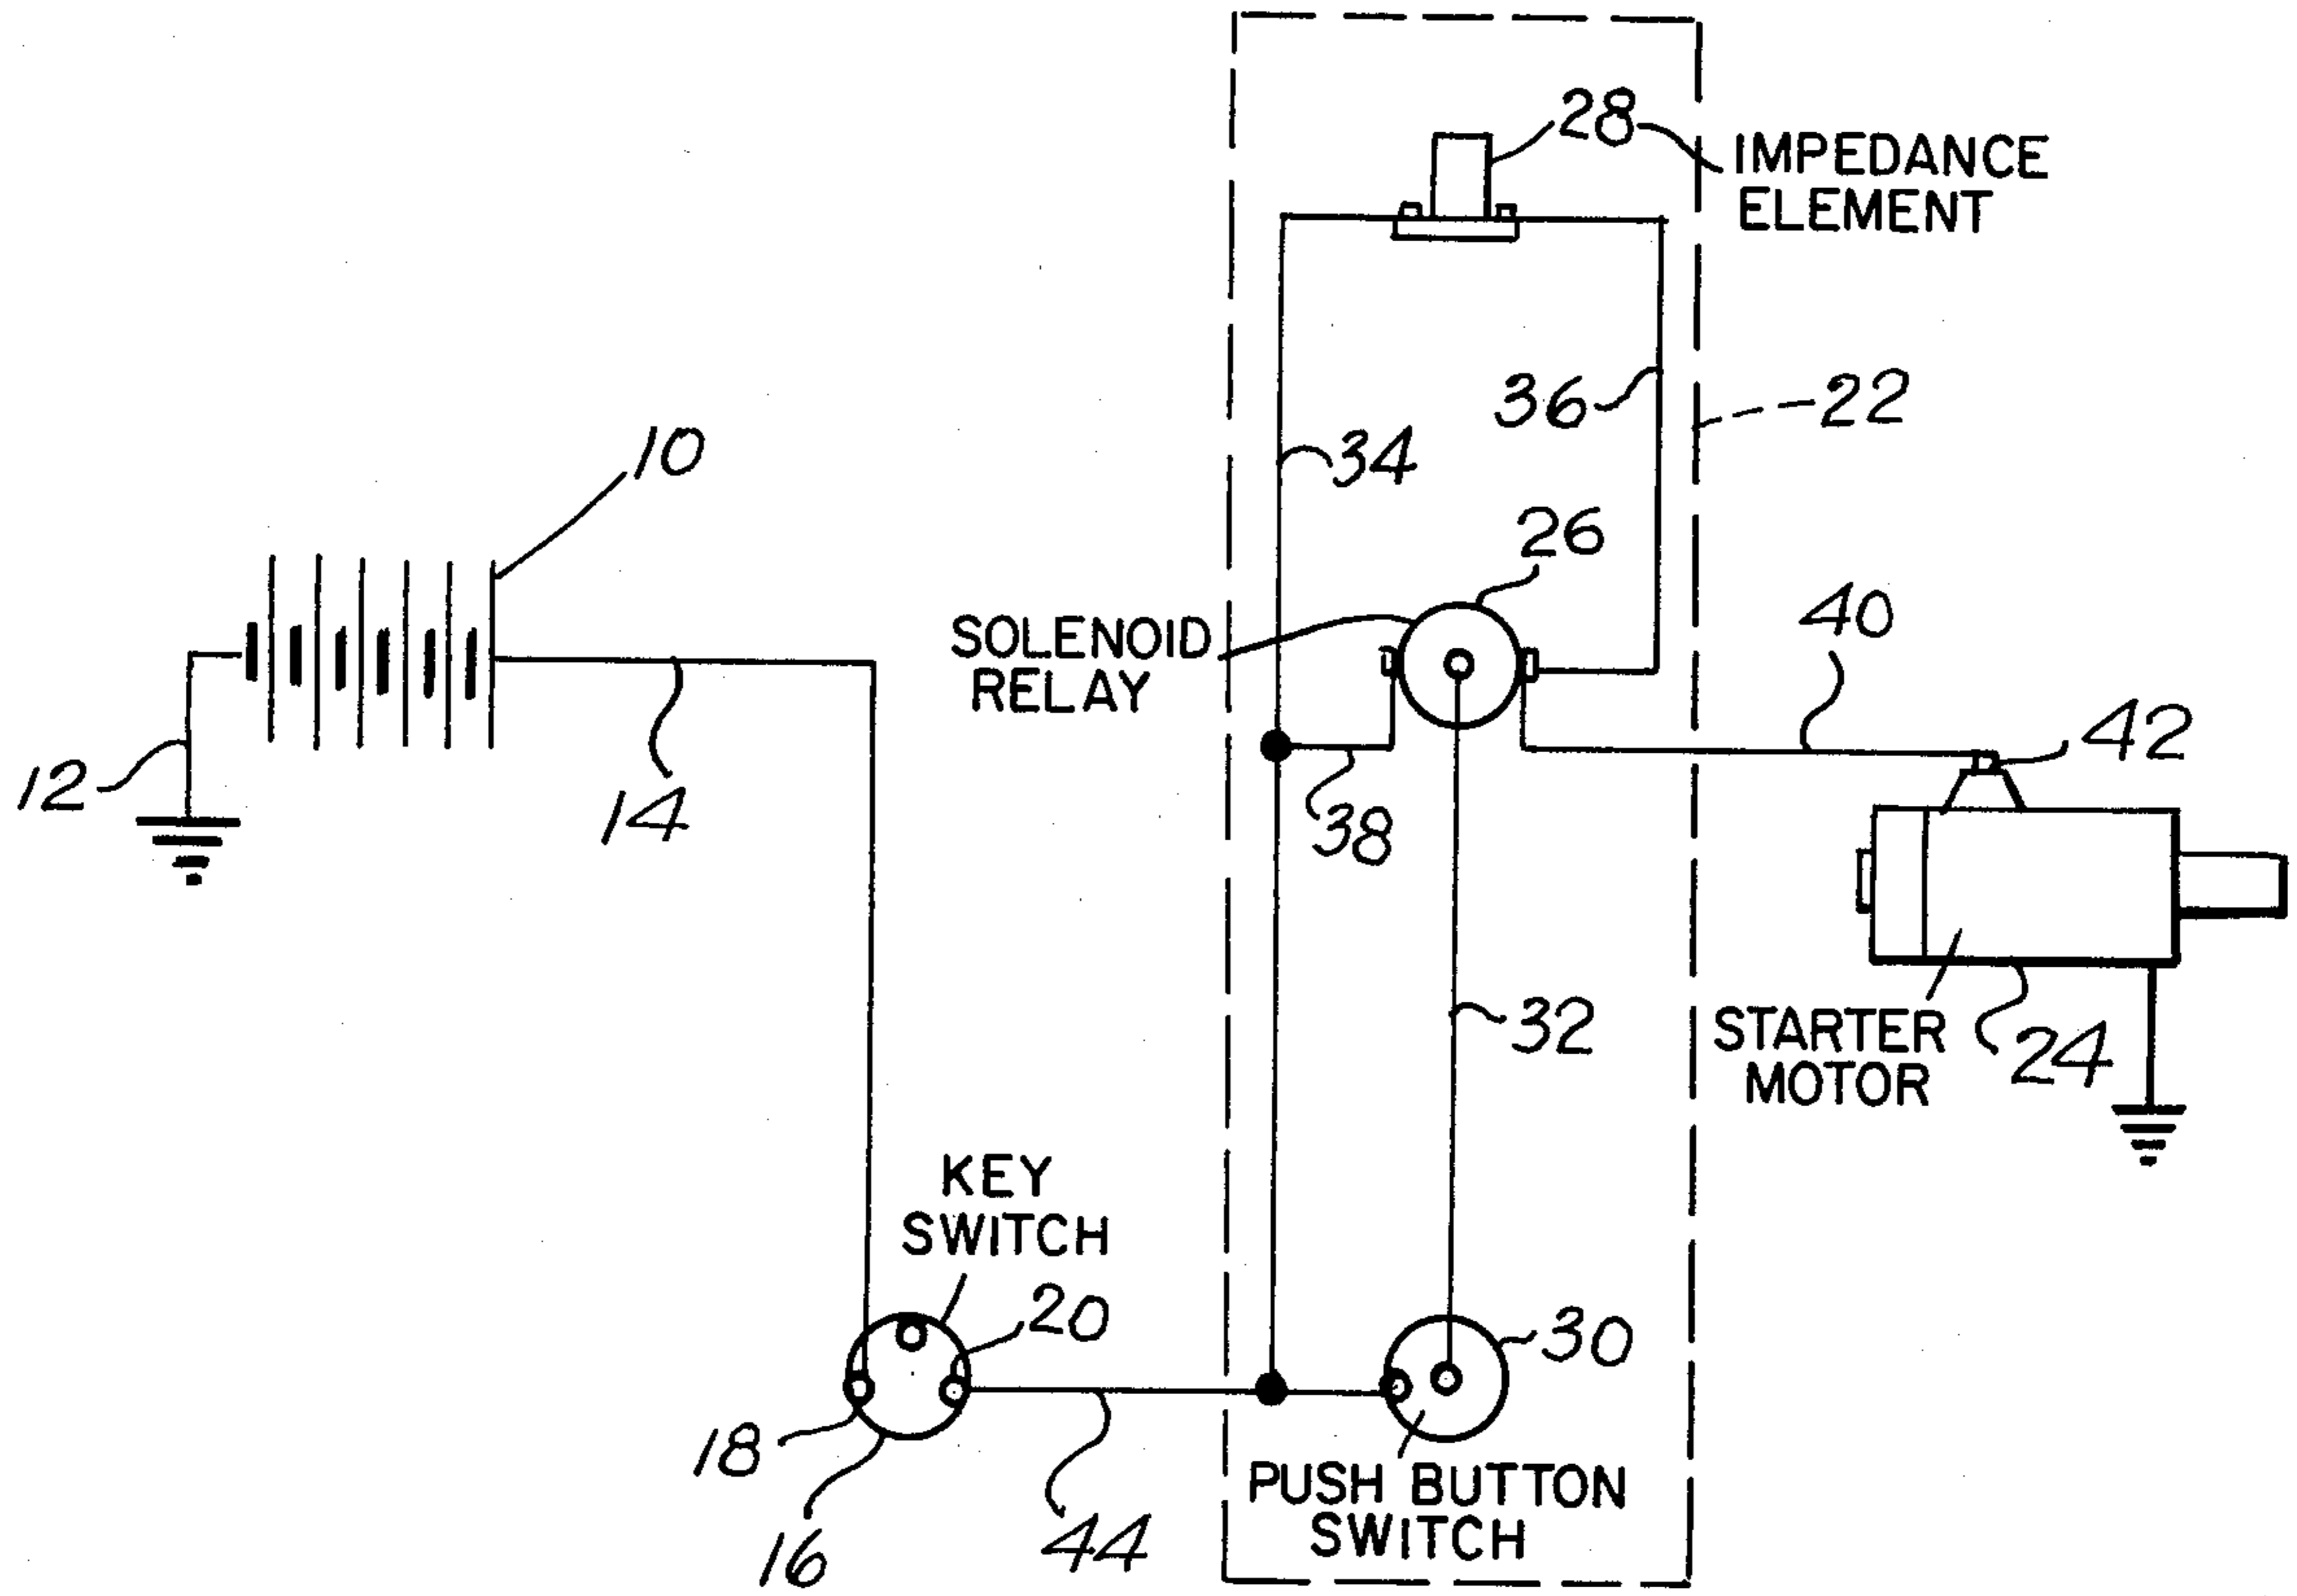 28
IMPEDANCE
ELEMENT
36
22
34
10
26
SOLENOID
RELAY
40
42
12
14
38
32
STARTER
MOTOR
24
KEY
SWITCH
20
30
18
PUSH BUTTON
SWITCH
44
16